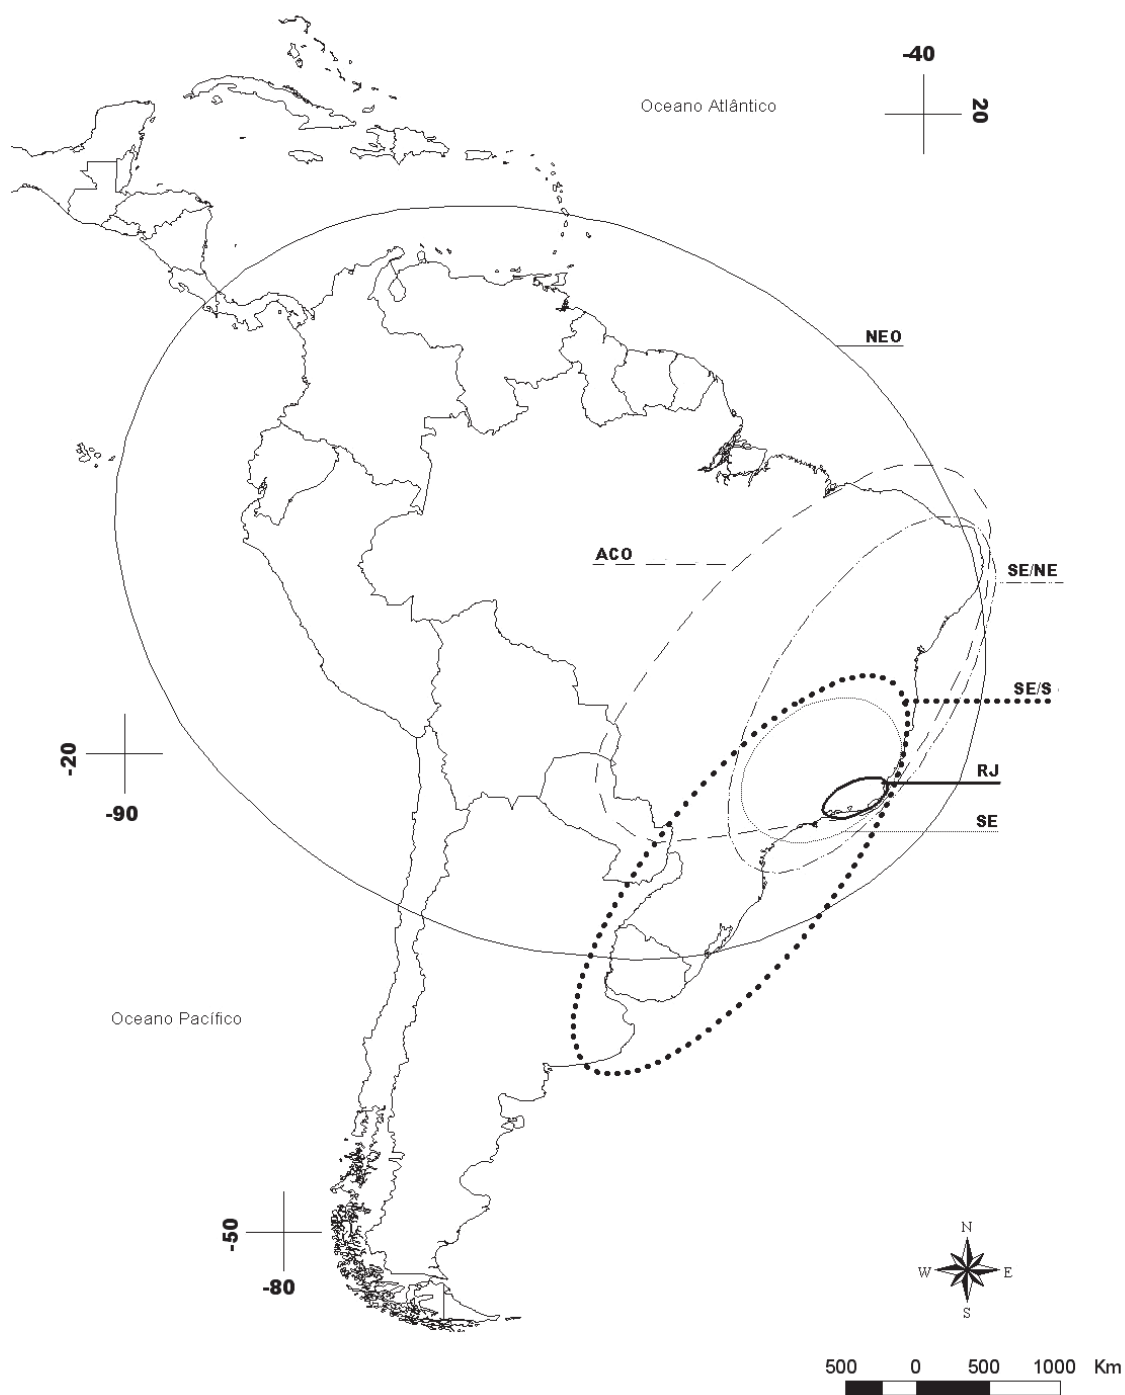 -40
Oceano Atlântico
20
NEO
ACO
SE/NE
SE/S
-20
RJ
-90
SE
Oceano Pacífico
-50
-80
N
W E
S
500 0 500 1000 Km